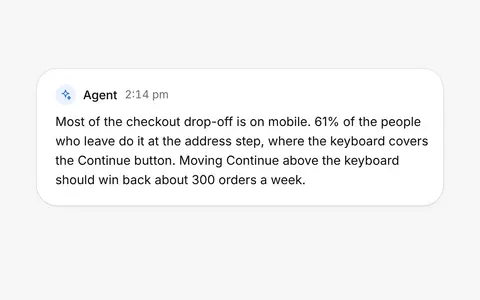 Agent 2:14 pm
Most of the checkout drop-off is on mobile. 61% of the people
who leave do it at the address step, where the keyboard covers
the Continue button. Moving Continue above the keyboard
should win back about 300 orders a week.